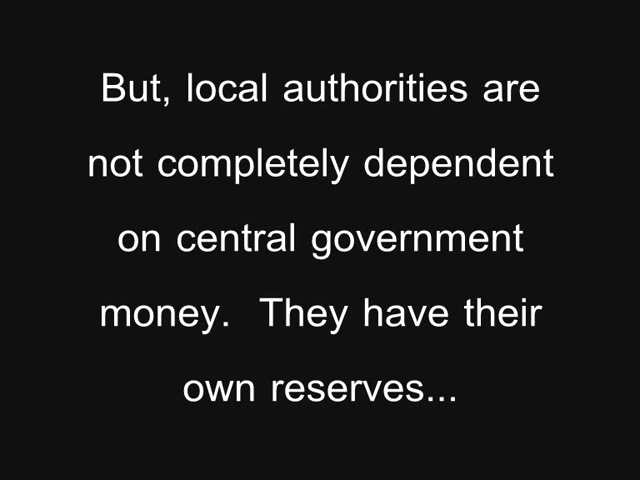 But, local authorities are
not completely dependent
on central government
money.  They have their
own reserves...